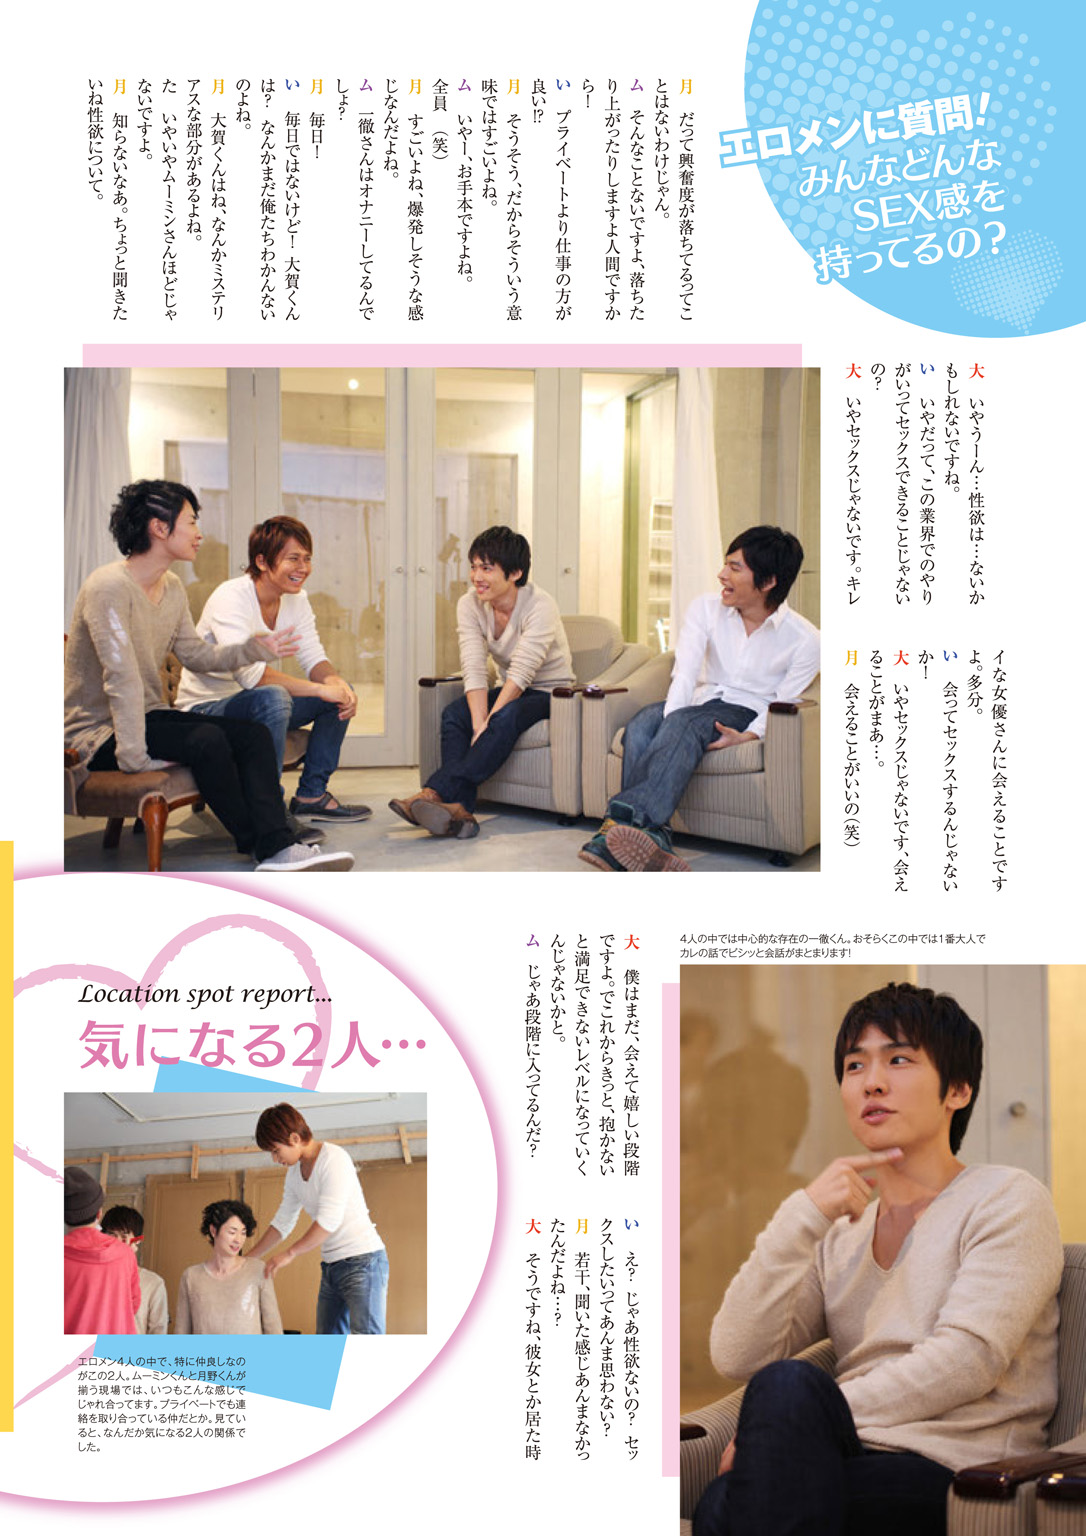 エロメンに質問！
みんなどんな
SEX感を
持ってるの？
月　だって興奮度が落ちてるってこ
とはないわけじゃん。
ム　そんなことないですよ、落ちた
り上がったりしますよ人間ですか
ら！
い　プライベートより仕事の方が
良い!?
月　そうそう、だからそういう意
味ではすごいよね。
ム　いやー、お手本ですよね。
全員　（笑）
月　すごいよね、爆発しそうな感
じなんだよね。
ム　一徹さんはオナニーしてるんで
しょ？
月　毎日！
い　毎日ではないけど！大賀くん
は？　なんかまだ俺たちわかんない
のよね。
月　大賀くんはね、なんかミステリ
アスな部分があるよね。
た　いやいやムーミンさんほどじゃ
ないですよ。
月　知らないなあ。ちょっと聞きた
いね性欲について。
大　いやうーん…性欲は…ないか
もしれないですね。
い　いやだって、この業界でのやり
がいってセックスできることじゃない
の？
大　いやセックスじゃないです。キレ
イな女優さんに会えることです
よ。多分。
い　会ってセックスするんじゃない
か！
大　いやセックスじゃないです、会え
ることがまあ…。
月　会えることがいいの（笑）
4人の中では中心的な存在の一徹くん。おそらくこの中では1番大人で
カレの話でビシッと会話がまとまります！
大　僕はまだ、会えて嬉しい段階
ですよ。でこれからきっと、抱かない
と満足できないレベルになっていく
んじゃないかと。
ム　じゃあ段階に入ってるんだ？
い　え？　じゃあ性欲ないの？　セッ
クスしたいってあんま思わない？
月　若干、聞いた感じあんまなかっ
たんだよね…？
大　そうですね、彼女とか居た時
Location spot report...
気になる2人…
エロメン4人の中で、特に仲良しなの
がこの2人。ムーミンくんと月野くんが
揃う現場では、いつもこんな感じで
じゃれ合ってます。プライベートでも連
絡を取り合っている仲だとか。見てい
ると、なんだか気になる2人の関係で
した。